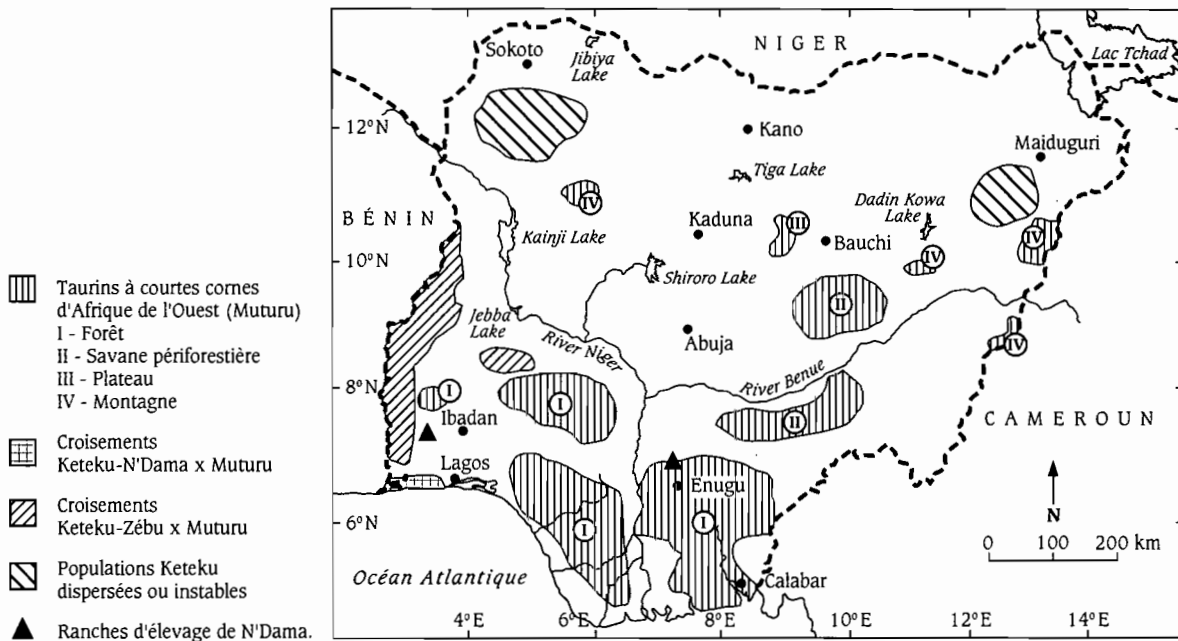 Taurins à courtes cornes
d'Afrique de l'Ouest (Muturu)
I - Forêt
II - Savane périforestière
III - Plateau
IV - Montagne
Croisements
Keteku-N'Dama x Muturu
Croisements
Keteku-Zébu x Muturu
Populations Keteku
dispersées ou instables
Ranches d'élevage de N'Dama.
NIGER
Lac Tchad
Sokoto
Jibiya
Lake
12°N
Kano
Maiduguri
Tiga Lake
IV
BÉNIN
Kaduna
III
Dadin Kowa
Lake
Bauchi
IV
IV
Kainji Lake
10°N
Shiroro Lake
II
Jebba
Lake
River Niger
Abuja
River Benue
IV
8°N
I
I
II
Ibadan
CAMEROUN
Lagos
Enugu
N
6°N
I
I
0 100 200 km
Océan Atlantique
Calabar
4° E
6° E
8° E
10° E
12° E
14° E